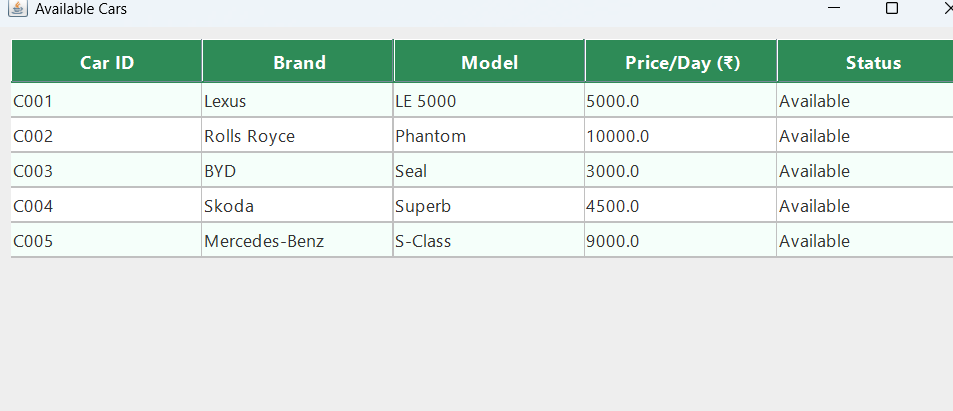 Available Cars
Car ID Brand Model Price/Day (₹) Status
C001 Lexus LE 5000 5000.0 Available
C002 Rolls Royce Phantom 10000.0 Available
C003 BYD Seal 3000.0 Available
C004 Skoda Superb 4500.0 Available
C005 Mercedes-Benz S-Class 9000.0 Available